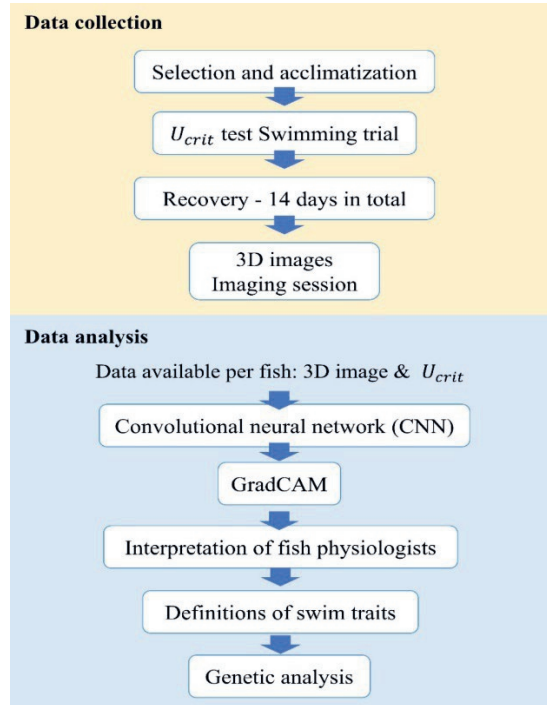 Data collection
Selection and acclimatization
U_crit test Swimming trial
Recovery - 14 days in total
3D images
Imaging session
Data analysis
Data available per fish: 3D image & U_crit
Convolutional neural network (CNN)
GradCAM
Interpretation of fish physiologists
Definitions of swim traits
Genetic analysis